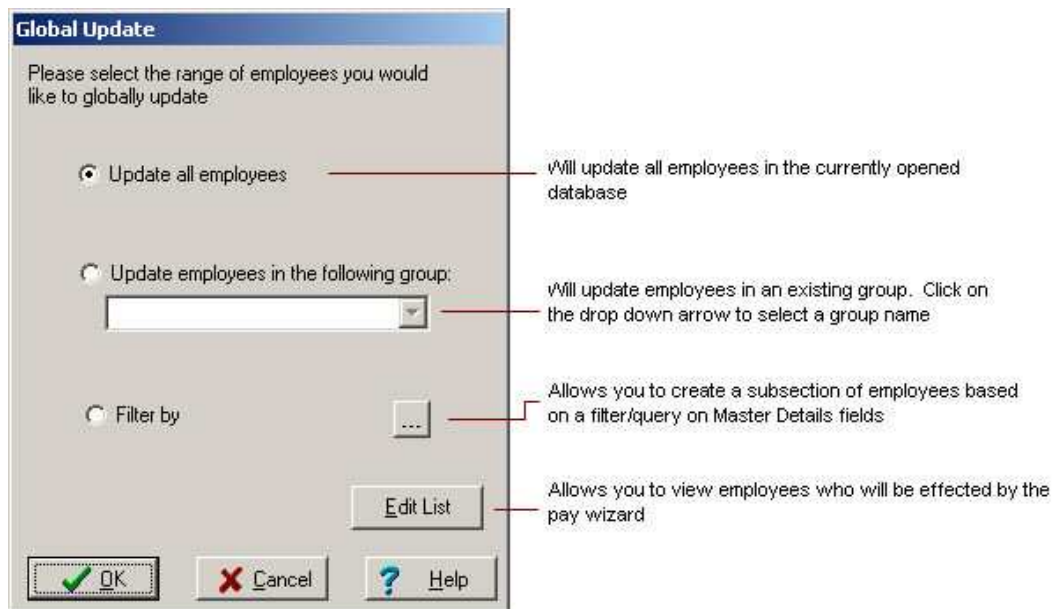 Global Update
Please select the range of employees you would
like to globally update
Update all employees
Will update all employees in the currently opened
database
Update employees in the following group:
Will update employees in an existing group. Click on
the drop down arrow to select a group name
Filter by
...
Allows you to create a subsection of employees based
on a filter/query on Master Details fields
Edit List
Allows you to view employees who will be effected by the
pay wizard
OK
Cancel
? Help